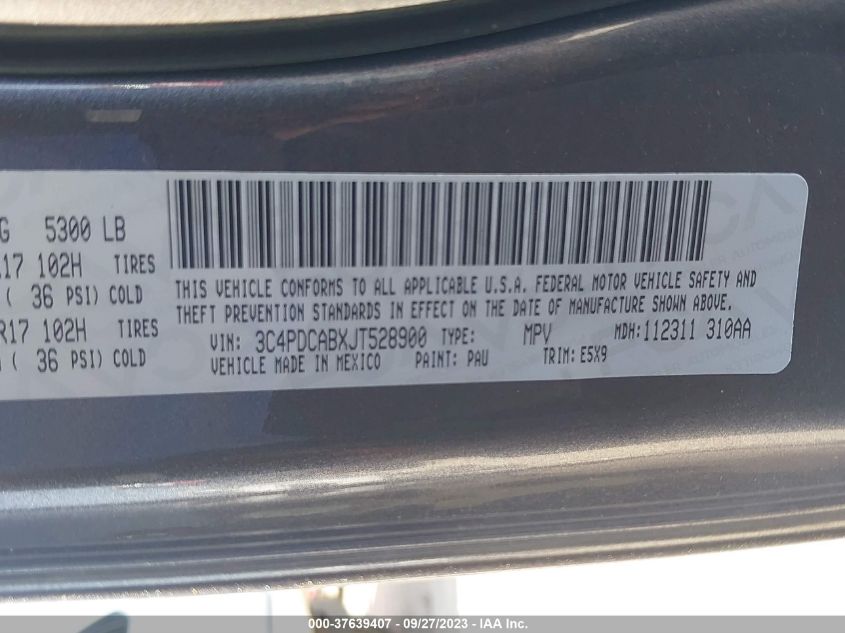 G 5300 LB
17 102H TIRES
( 36 PSI) COLD
R17 102H TIRES
( 36 PSI) COLD
THIS VEHICLE CONFORMS TO ALL APPLICABLE U.S.A. FEDERAL MOTOR VEHICLE SAFETY AND
THEFT PREVENTION STANDARDS IN EFFECT ON THE DATE OF MANUFACTURE SHOWN ABOVE.
VIN: 3C4PDCABXJT528900 TYPE: MPV MDH:112311 310AA
VEHICLE MADE IN MEXICO PAINT: PAU TRIM: E5X9
000-37639407 - 09/27/2023 - IAA Inc.